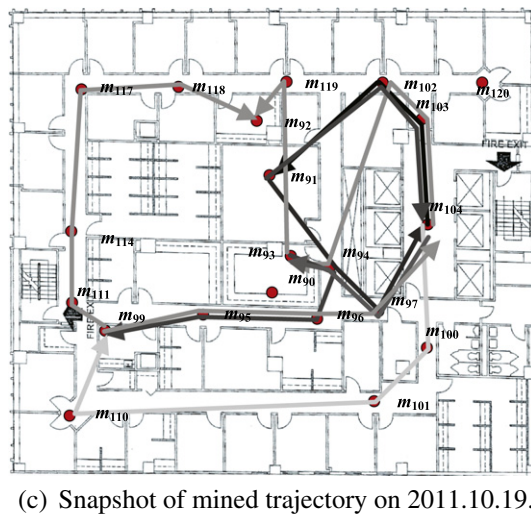 m117
m118
m119
m102
m120
m103
m92
FIRE EXIT
m91
m104
m114
m93
m94
m90
m111
m97
FIRE EXIT
m99
m95
m96
m100
m101
m110
(c) Snapshot of mined trajectory on 2011.10.19.